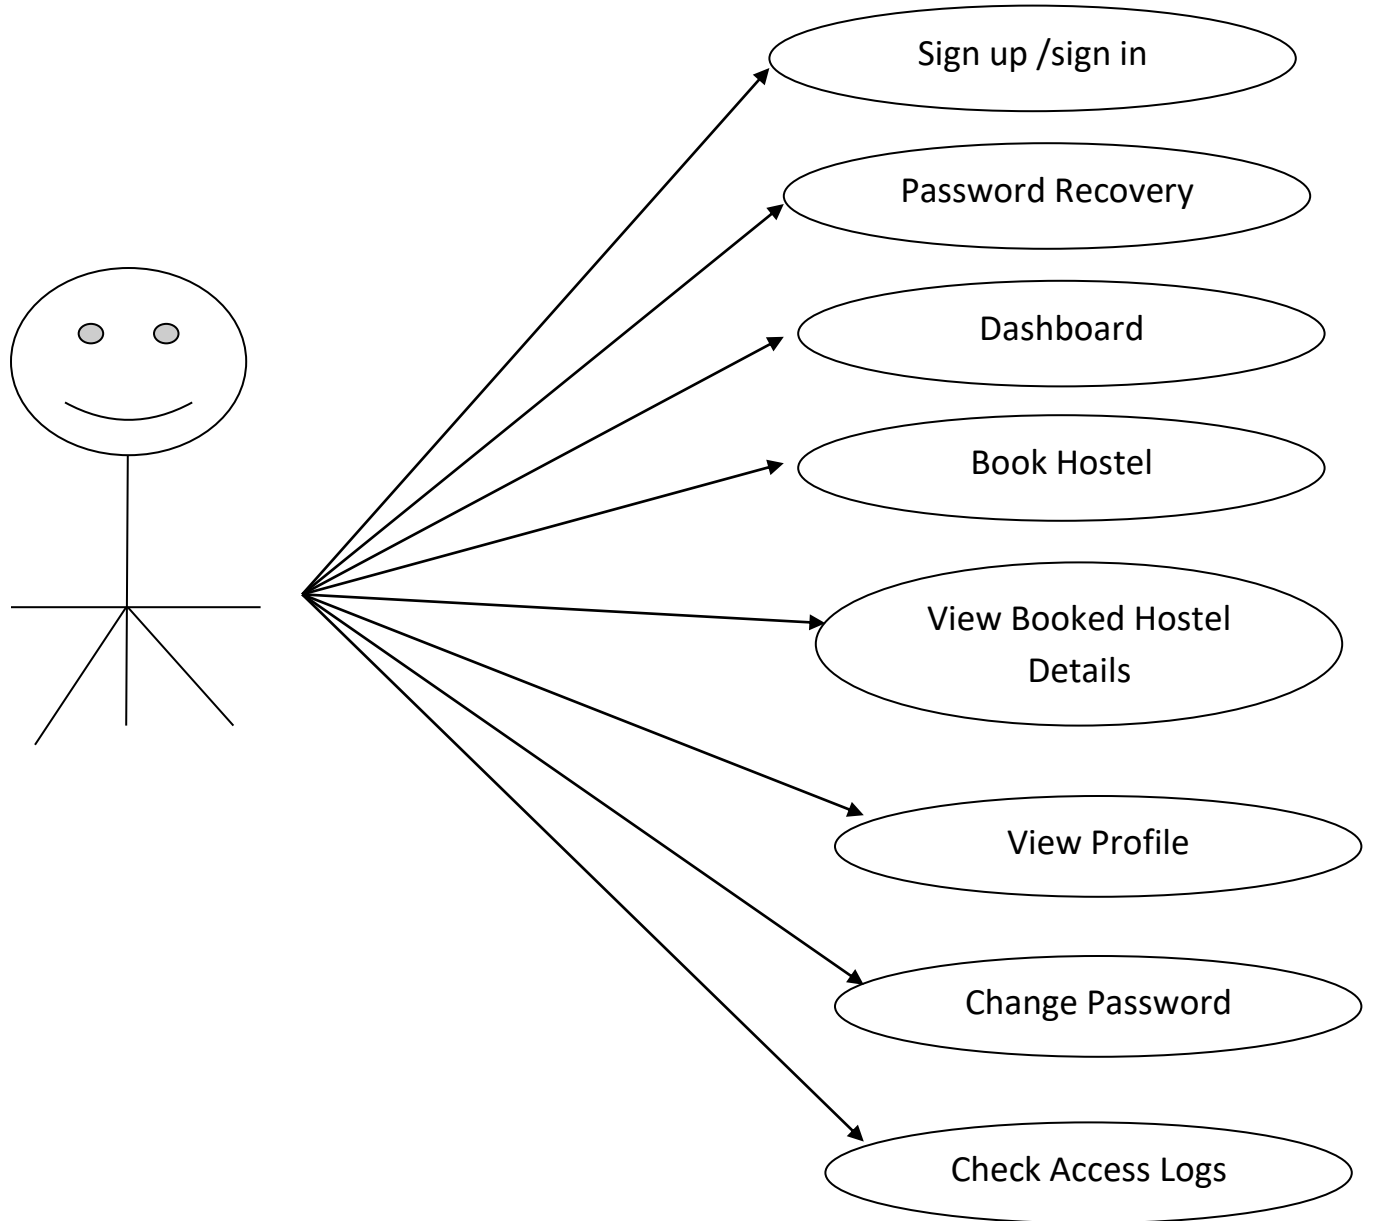 Sign up /sign in
Password Recovery
Dashboard
Book Hostel
View Booked Hostel
Details
View Profile
Change Password
Check Access Logs